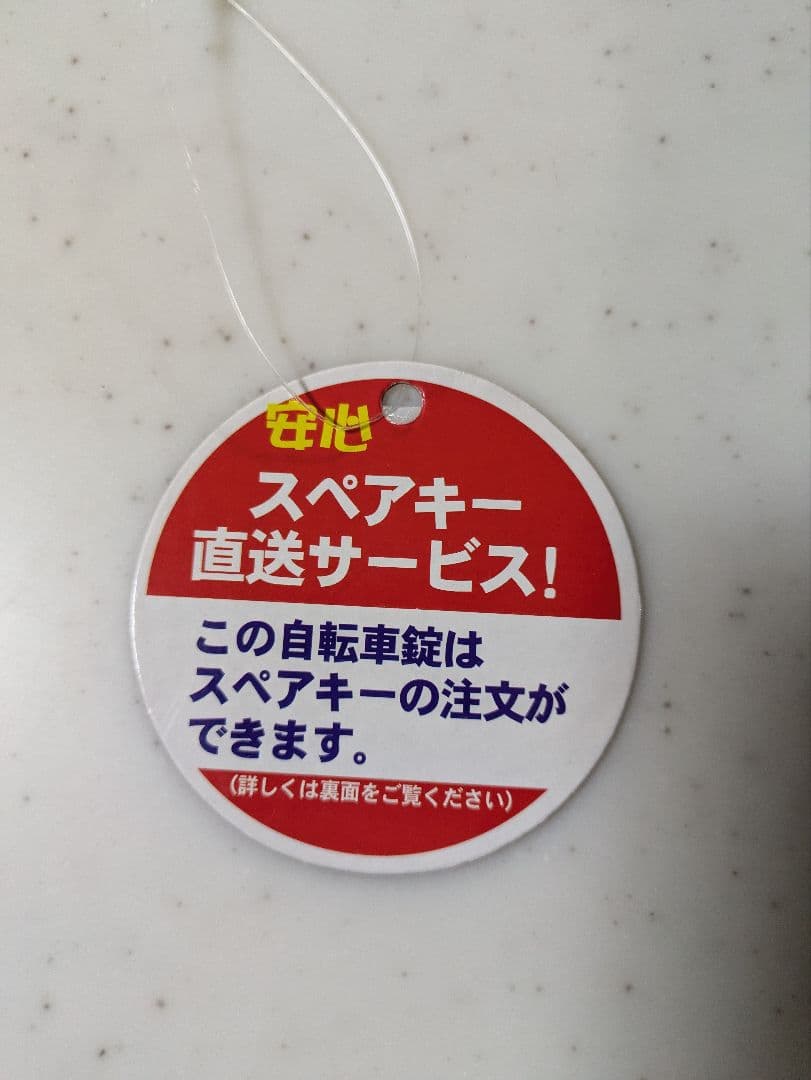 安心
スペアキー
直送サービス!
この自転車錠は
スペアキーの注文が
できます。
(詳しくは裏面をご覧ください)